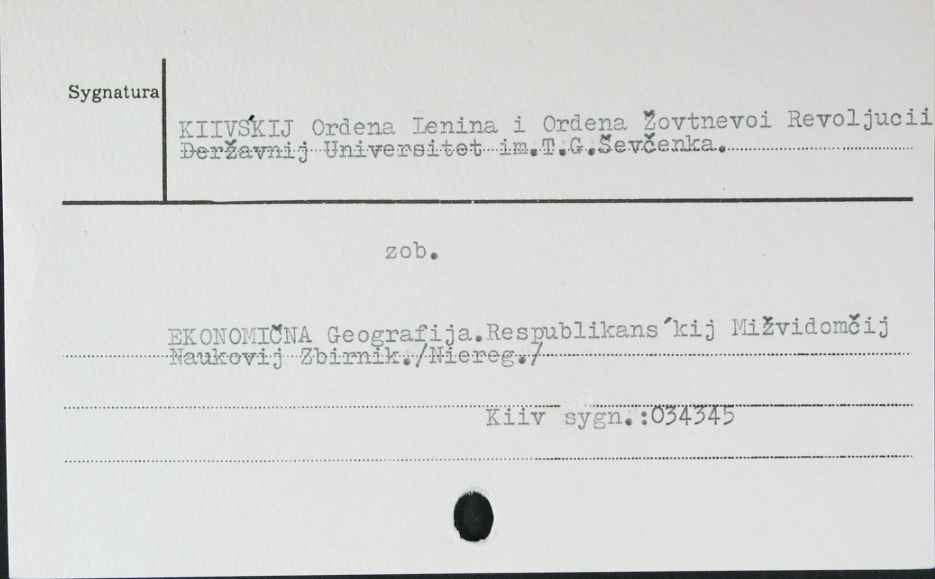 Sygnatura
KIIVŚKIJ Ordena Lenina i Ordena Žovtnevoi Revoljucii
Deržavnij Universitet im.T.G.Ševčenka.
zob.
EKONOMIČNA Geografija.Respublikans´kij Mižvidomčij
Naukovij Zbirnik./Niereg./
Kiiv sygn.:034345